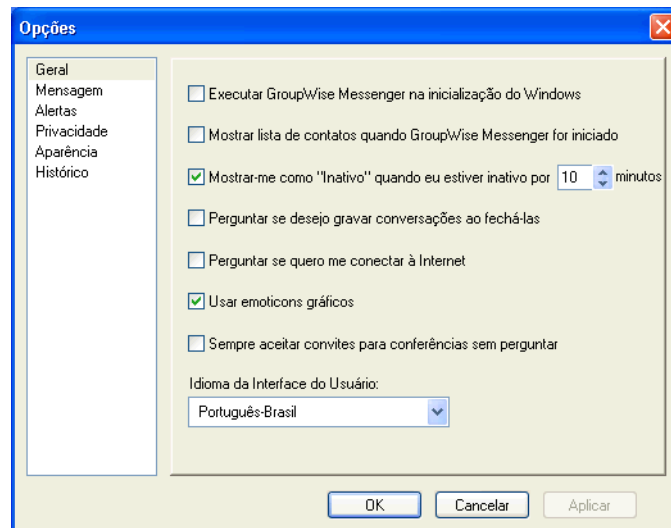 Opções
Geral
Mensagem
Alertas
Privacidade
Aparência
Histórico
Executar GroupWise Messenger na inicialização do Windows
Mostrar lista de contatos quando GroupWise Messenger for iniciado
Mostrar-me como "Inativo" quando eu estiver inativo por 10 minutos
Perguntar se desejo gravar conversações ao fechá-las
Perguntar se quero me conectar à Internet
Usar emoticons gráficos
Sempre aceitar convites para conferências sem perguntar
Idioma da Interface do Usuário:
Português-Brasil
OK Cancelar Aplicar